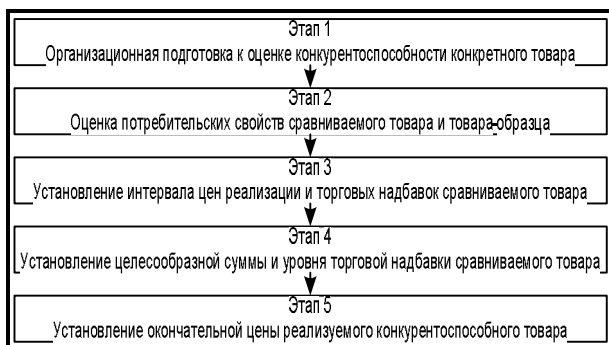 Этап 1
Организационная подготовка к оценке конкурентоспособности конкретного товара
Этап 2
Оценка потребительских свойств сравниваемого товара и товара-образца
Этап 3
Установление интервала цен реализации и торговых надбавок сравниваемого товара
Этап 4
Установление целесообразной суммы и уровня торговой надбавки сравниваемого товара
Этап 5
Установление окончательной цены реализуемого конкурентоспособного товара